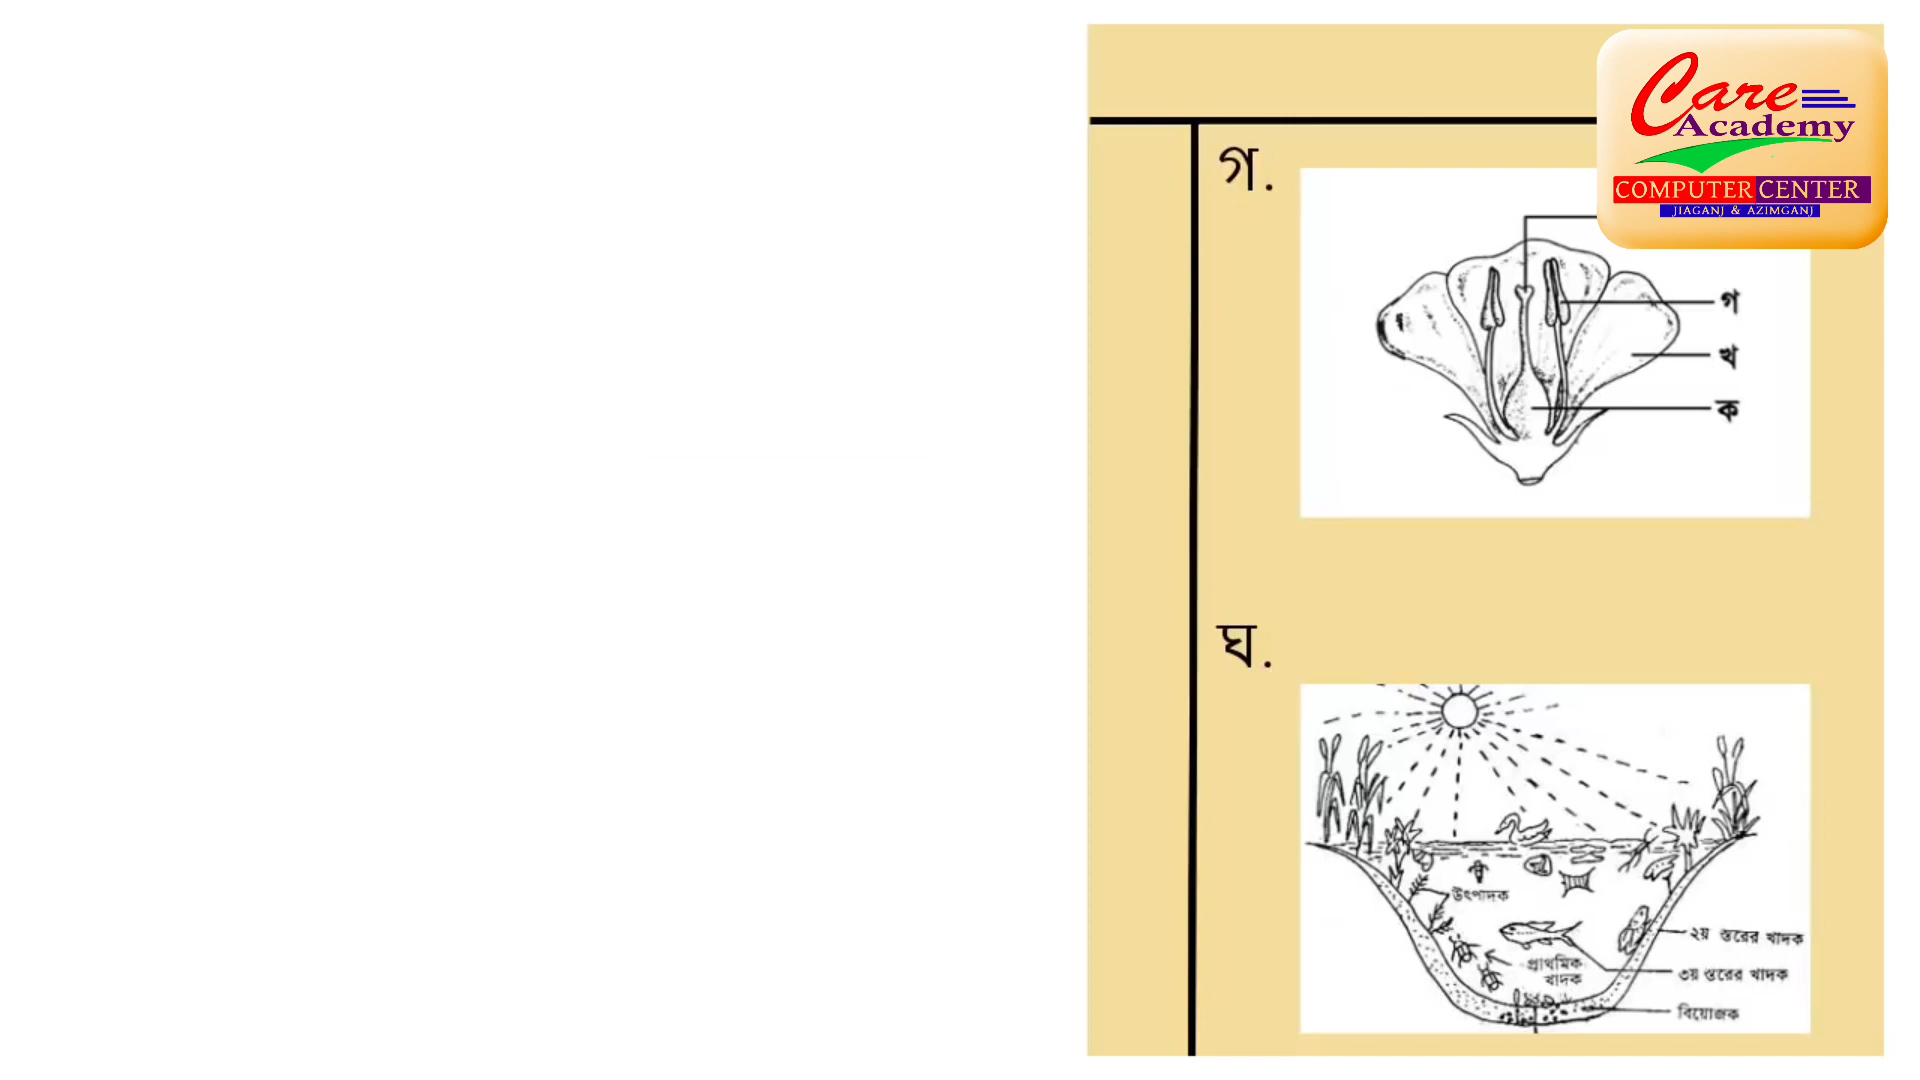 Care
Academy
COMPUTER CENTER
JIAGANJ & AZIMGANJ
গ.
গ
খ
ক
ঘ.
উৎপাদক
২য় স্তরের খাদক
প্রাথমিক
খাদক
৩য় স্তরের খাদক
বিয়োজক